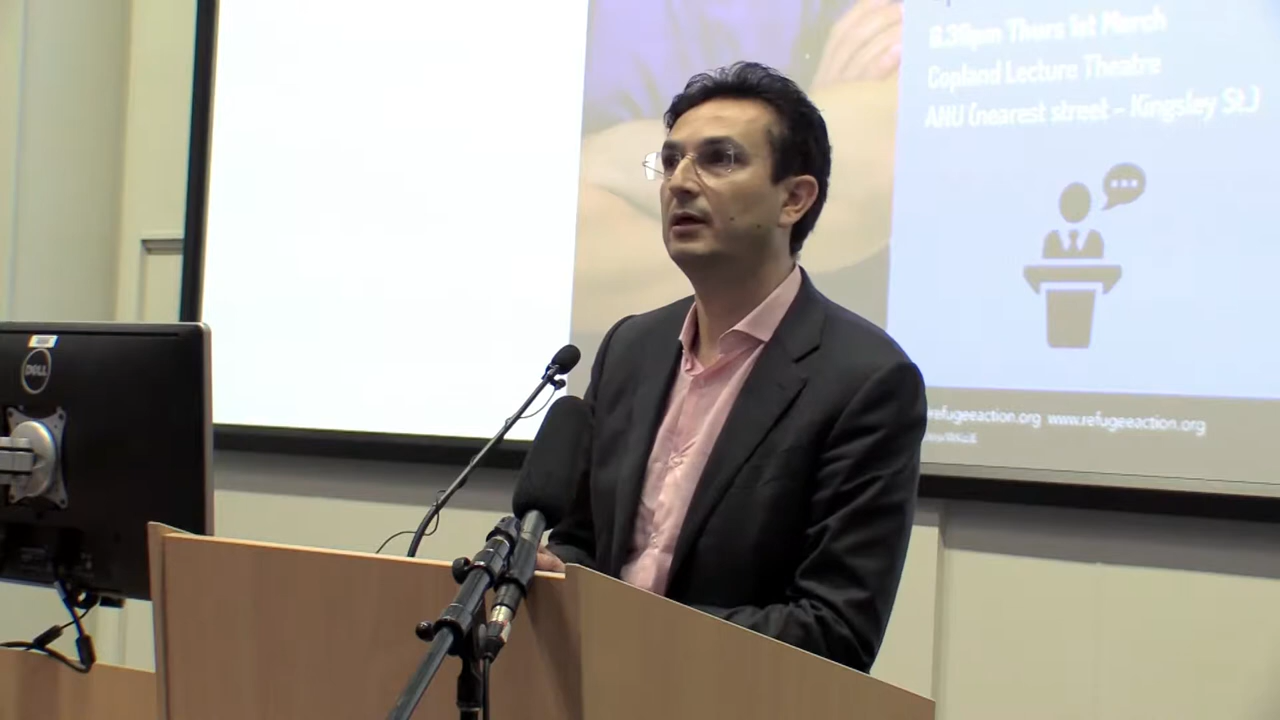 6.30pm Thurs 1st March
Copland Lecture Theatre
ANU (nearest street – Kingsley St.)
refugeeaction.org www.refugeeaction.org
DELL